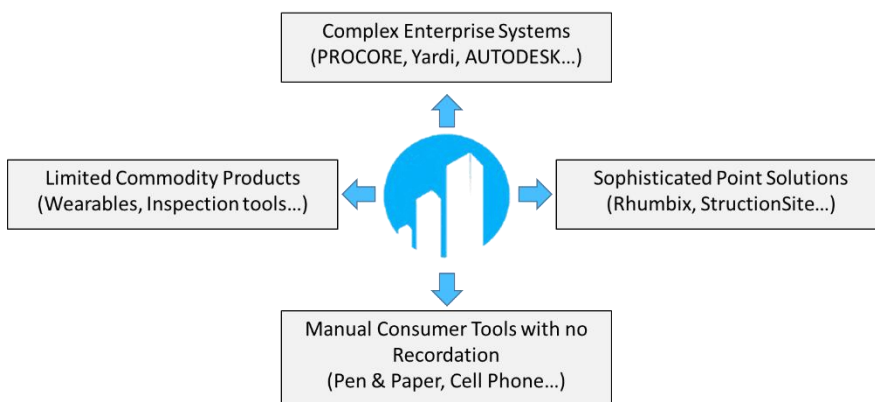 Complex Enterprise Systems
(PROCORE, Yardi, AUTODESK...)
Limited Commodity Products
(Wearables, Inspection tools...)
Sophisticated Point Solutions
(Rhumbix, StructionSite...)
Manual Consumer Tools with no
Recordation
(Pen & Paper, Cell Phone...)